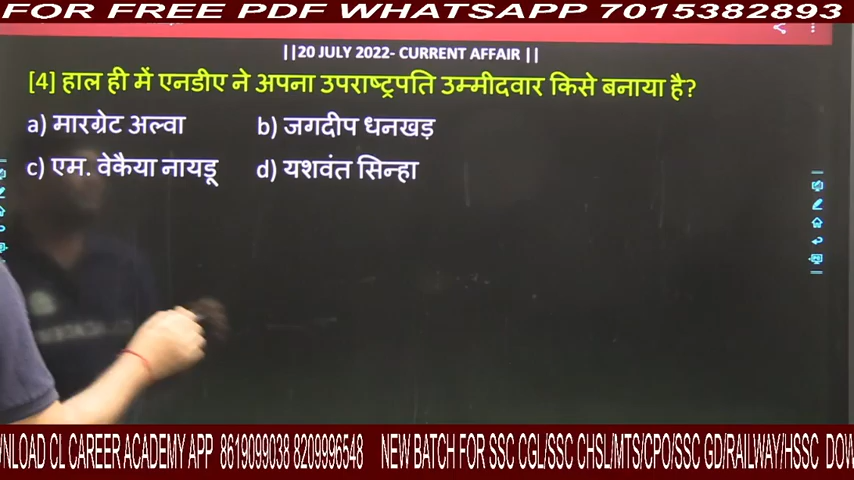 FOR FREE PDF WHATSAPP 7015382893
||20 JULY 2022- CURRENT AFFAIR ||
[4] हाल ही में एनडीए ने अपना उपराष्ट्रपति उम्मीदवार किसे बनाया है?
a) मारग्रेट अल्वा b) जगदीप धनखड़
c) एम. वेकैया नायडू d) यशवंत सिन्हा
NLOAD CL CAREER ACADEMY APP 8619099038 8209996548 NEW BATCH FOR SSC CGL/SSC CHSL/MTS/CPO/SSC GD/RAILWAY/HSSC DOW